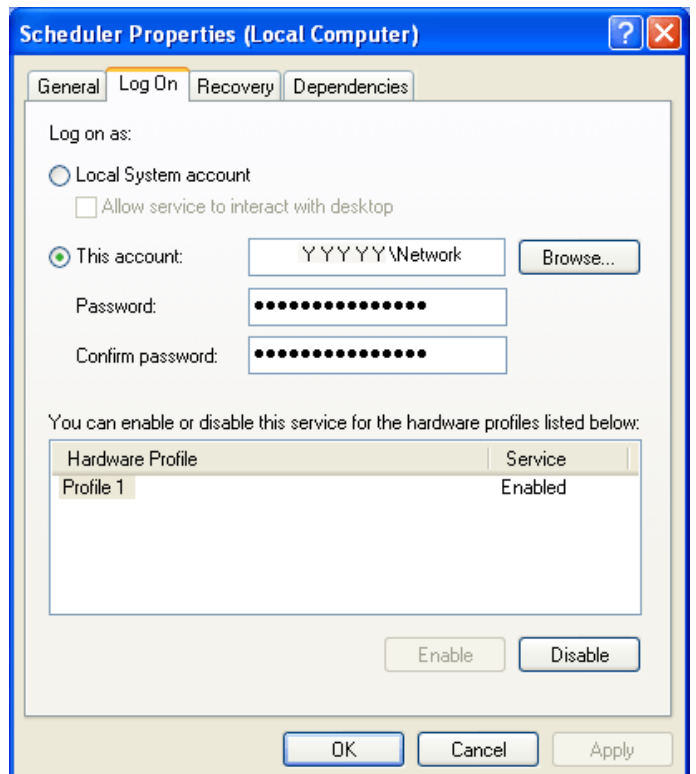 Scheduler Properties (Local Computer)
General Log On Recovery Dependencies
Log on as:
Local System account
Allow service to interact with desktop
This account: Y Y Y Y Y \Network Browse...
Password: ●●●●●●●●●●●●●●●
Confirm password: ●●●●●●●●●●●●●●●
You can enable or disable this service for the hardware profiles listed below:
Hardware Profile Service
Profile 1 Enabled
Enable Disable
OK Cancel Apply